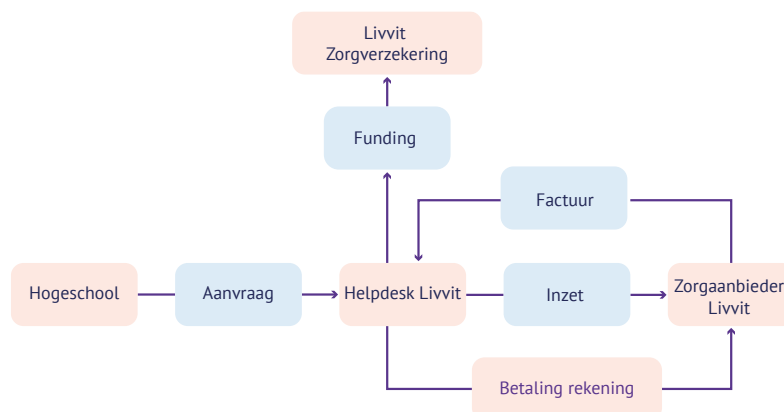 Livvit
Zorgverzekering
Funding
Factuur
Hogeschool
Aanvraag
Helpdesk Livvit
Inzet
Zorgaanbieder
Livvit
Betaling rekening